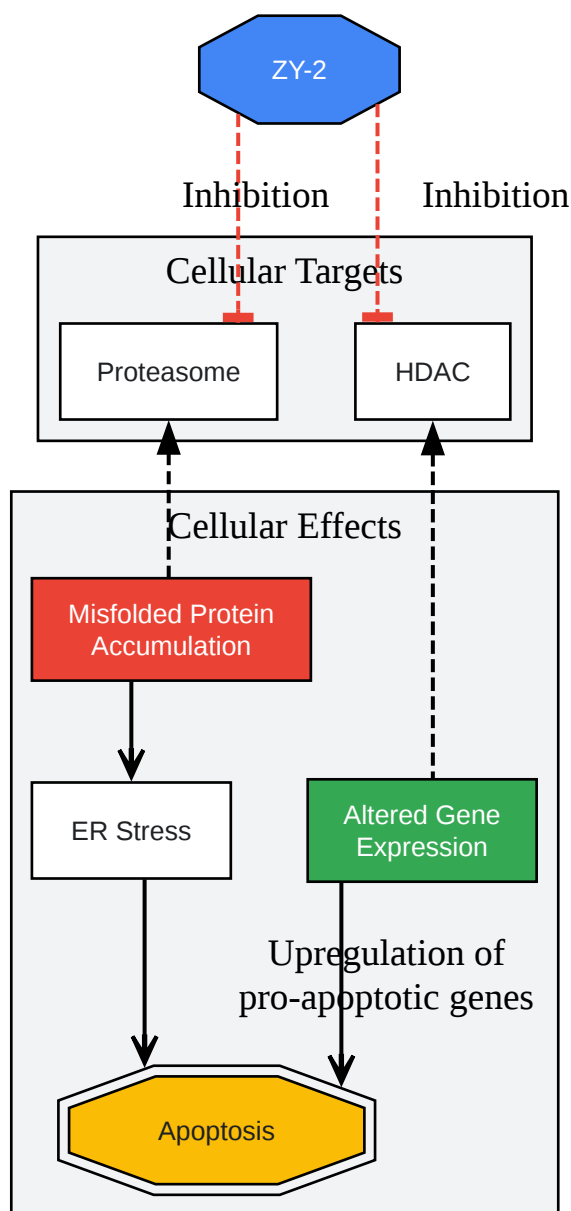 ZY-2
Inhibition
Inhibition
Cellular Targets
Proteasome
HDAC
Cellular Effects
Misfolded Protein
Accumulation
ER Stress
Altered Gene
Expression
Upregulation of
pro-apoptotic genes
Apoptosis